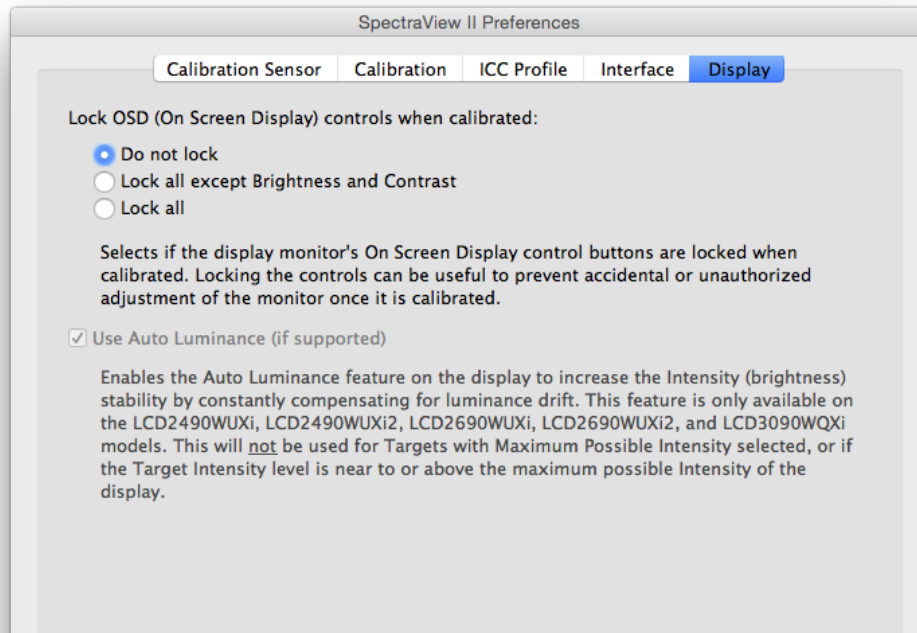 SpectraView II Preferences
Calibration Sensor Calibration ICC Profile Interface Display
Lock OSD (On Screen Display) controls when calibrated:
Do not lock
Lock all except Brightness and Contrast
Lock all
Selects if the display monitor's On Screen Display control buttons are locked when
calibrated. Locking the controls can be useful to prevent accidental or unauthorized
adjustment of the monitor once it is calibrated.
Use Auto Luminance (if supported)
Enables the Auto Luminance feature on the display to increase the Intensity (brightness)
stability by constantly compensating for luminance drift. This feature is only available on
the LCD2490WUXi, LCD2490WUXi2, LCD2690WUXi, LCD2690WUXi2, and LCD3090WQXi
models. This will not be used for Targets with Maximum Possible Intensity selected, or if
the Target Intensity level is near to or above the maximum possible Intensity of the
display.